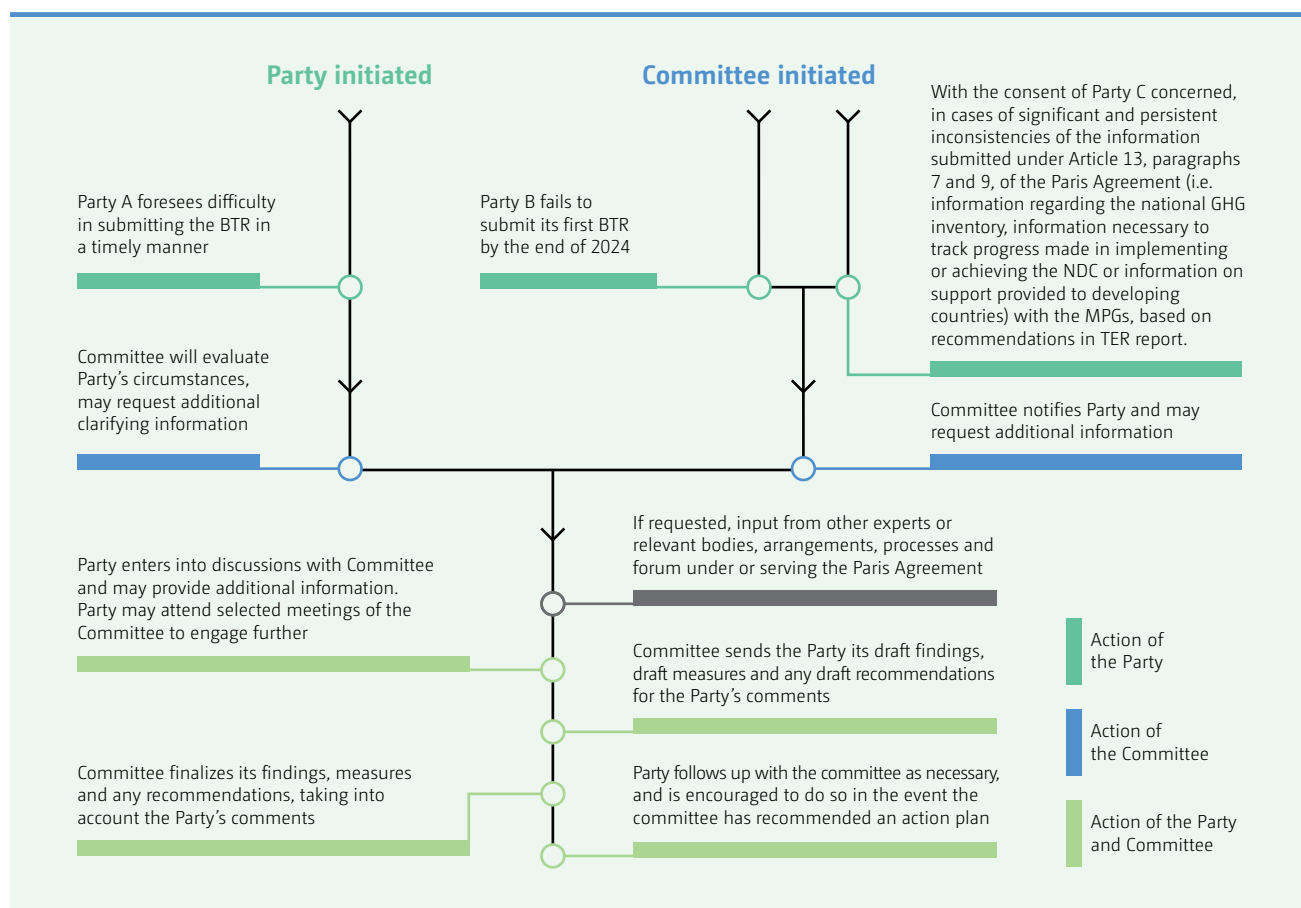 Party initiated
Committee initiated
With the consent of Party C concerned,
in cases of significant and persistent
inconsistencies of the information
submitted under Article 13, paragraphs
7 and 9, of the Paris Agreement (i.e.
information regarding the national GHG
inventory, information necessary to
track progress made in implementing
or achieving the NDC or information on
support provided to developing
countries) with the MPGs, based on
recommendations in TER report.
Party A foresees difficulty
in submitting the BTR in
a timely manner
Party B fails to
submit its first BTR
by the end of 2024
Committee will evaluate
Party's circumstances,
may request additional
clarifying information
Committee notifies Party and may
request additional information
If requested, input from other experts or
relevant bodies, arrangements, processes and
forum under or serving the Paris Agreement
Party enters into discussions with Committee
and may provide additional information.
Party may attend selected meetings of the
Committee to engage further
Committee sends the Party its draft findings,
draft measures and any draft recommendations
for the Party's comments
Committee finalizes its findings, measures
and any recommendations, taking into
account the Party's comments
Party follows up with the committee as necessary,
and is encouraged to do so in the event the
committee has recommended an action plan
Action of
the Party
Action of
the Committee
Action of the Party
and Committee